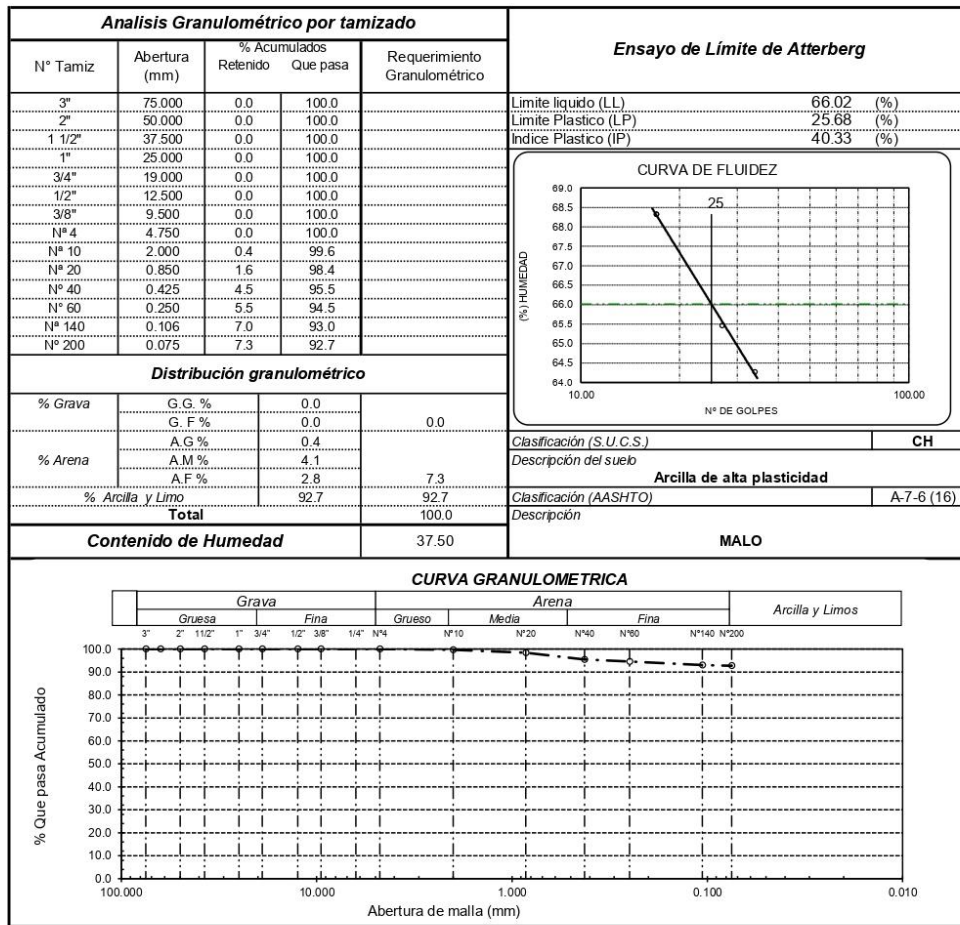 Analisis Granulométrico por tamizado
N° Tamiz
Abertura (mm)
% Acumulados
Retenido Que pasa
Requerimiento Granulométrico
3" 75.000 0.0 100.0
2" 50.000 0.0 100.0
1 1/2" 37.500 0.0 100.0
1" 25.000 0.0 100.0
3/4" 19.000 0.0 100.0
1/2" 12.500 0.0 100.0
3/8" 9.500 0.0 100.0
Nª 4 4.750 0.0 100.0
Nª 10 2.000 0.4 99.6
Nª 20 0.850 1.6 98.4
Nº 40 0.425 4.5 95.5
N° 60 0.250 5.5 94.5
Nª 140 0.106 7.0 93.0
Nº 200 0.075 7.3 92.7
Distribución granulométrico
% Grava G.G. % 0.0
G. F % 0.0 0.0
A.G % 0.4
% Arena A.M % 4.1
A.F % 2.8 7.3
% Arcilla y Limo 92.7 92.7
Total 100.0
Contenido de Humedad 37.50
Ensayo de Límite de Atterberg
Limite liquido (LL) 66.02 (%)
Limite Plastico (LP) 25.68 (%)
Indice Plastico (IP) 40.33 (%)
CURVA DE FLUIDEZ
25
69.0
68.5
68.0
67.5
67.0
66.5
66.0
65.5
65.0
64.5
64.0
(%) HUMEDAD
10.00 100.00
Nº DE GOLPES
Clasificación (S.U.C.S.) CH
Descripción del suelo
Arcilla de alta plasticidad
Clasificación (AASHTO) A-7-6 (16)
Descripción
MALO
CURVA GRANULOMETRICA
Grava Arena Arcilla y Limos
Gruesa Fina Grueso Media Fina
3" 2" 11/2" 1" 3/4" 1/2" 3/8" 1/4" N°4 N°10 N°20 N°40 N°60 N°140 N°200
100.0
90.0
80.0
70.0
60.0
50.0
40.0
30.0
20.0
10.0
0.0
% Que pasa Acumulado
100.000 10.000 1.000 0.100 0.010
Abertura de malla (mm)